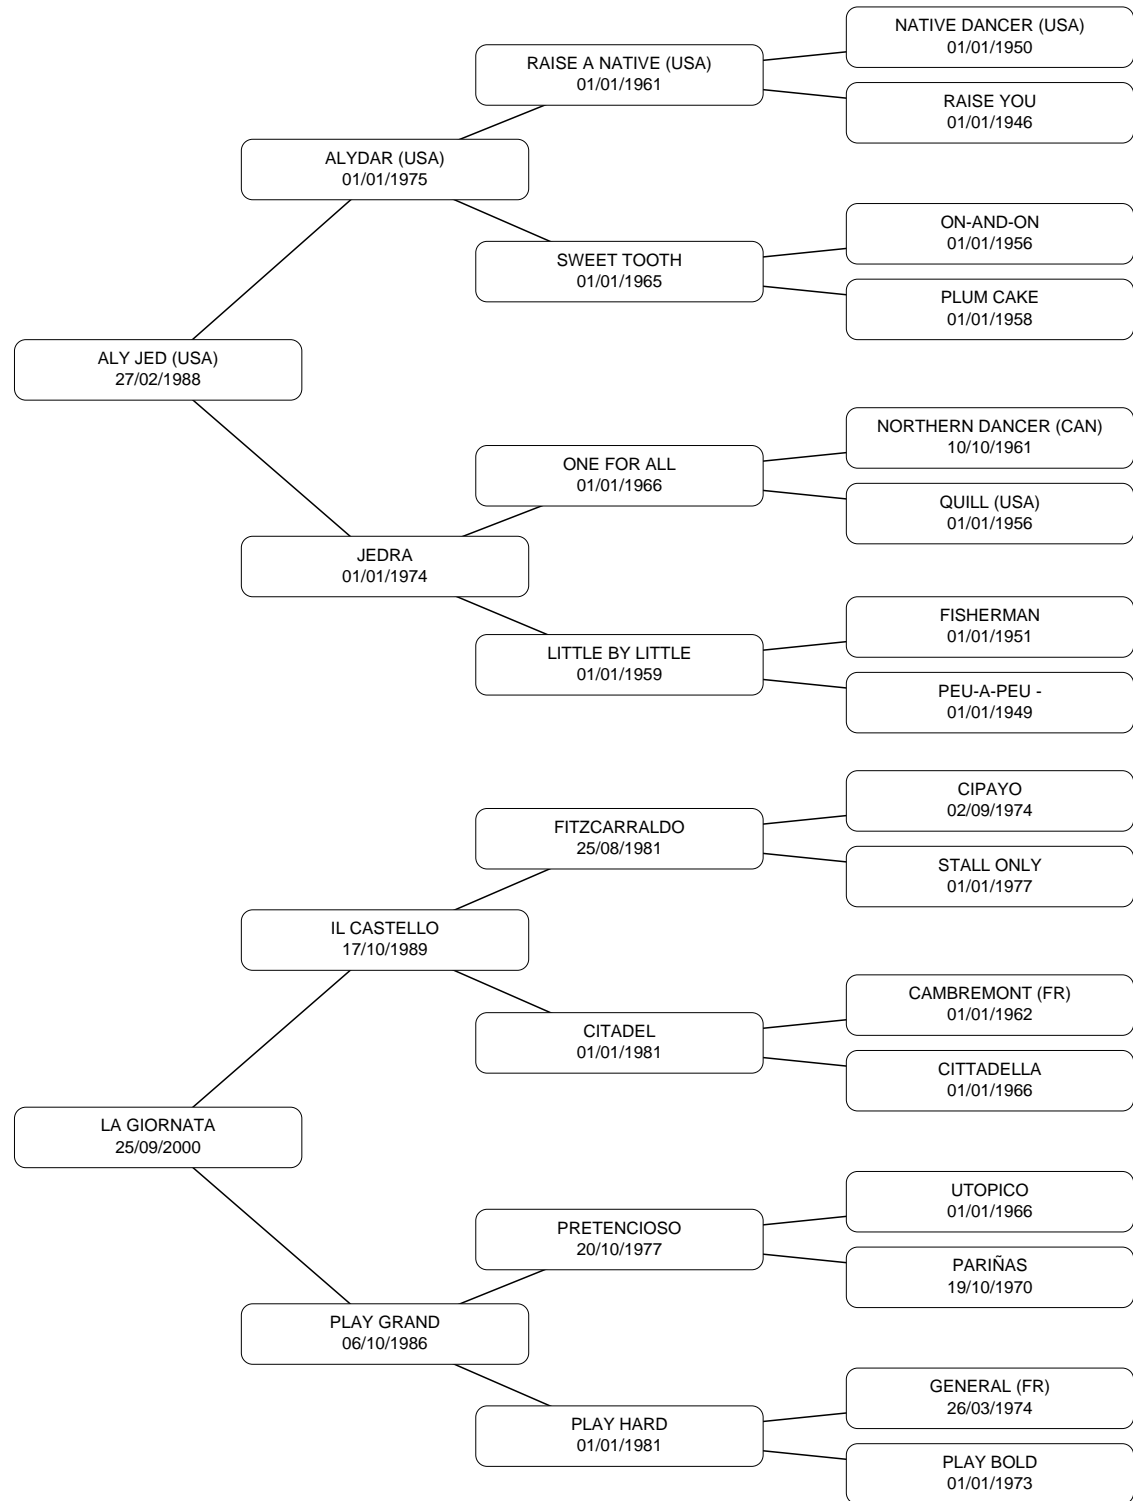 NATIVE DANCER (USA)
01/01/1950
RAISE A NATIVE (USA)
01/01/1961
RAISE YOU
01/01/1946
ALYDAR (USA)
01/01/1975
ON-AND-ON
01/01/1956
SWEET TOOTH
01/01/1965
PLUM CAKE
01/01/1958
ALY JED (USA)
27/02/1988
NORTHERN DANCER (CAN)
10/10/1961
ONE FOR ALL
01/01/1966
QUILL (USA)
01/01/1956
JEDRA
01/01/1974
FISHERMAN
01/01/1951
LITTLE BY LITTLE
01/01/1959
PEU-A-PEU -
01/01/1949
CIPAYO
02/09/1974
FITZCARRALDO
25/08/1981
STALL ONLY
01/01/1977
IL CASTELLO
17/10/1989
CAMBREMONT (FR)
01/01/1962
CITADEL
01/01/1981
CITTADELLA
01/01/1966
LA GIORNATA
25/09/2000
UTOPICO
01/01/1966
PRETENCIOSO
20/10/1977
PARIÑAS
19/10/1970
PLAY GRAND
06/10/1986
GENERAL (FR)
26/03/1974
PLAY HARD
01/01/1981
PLAY BOLD
01/01/1973